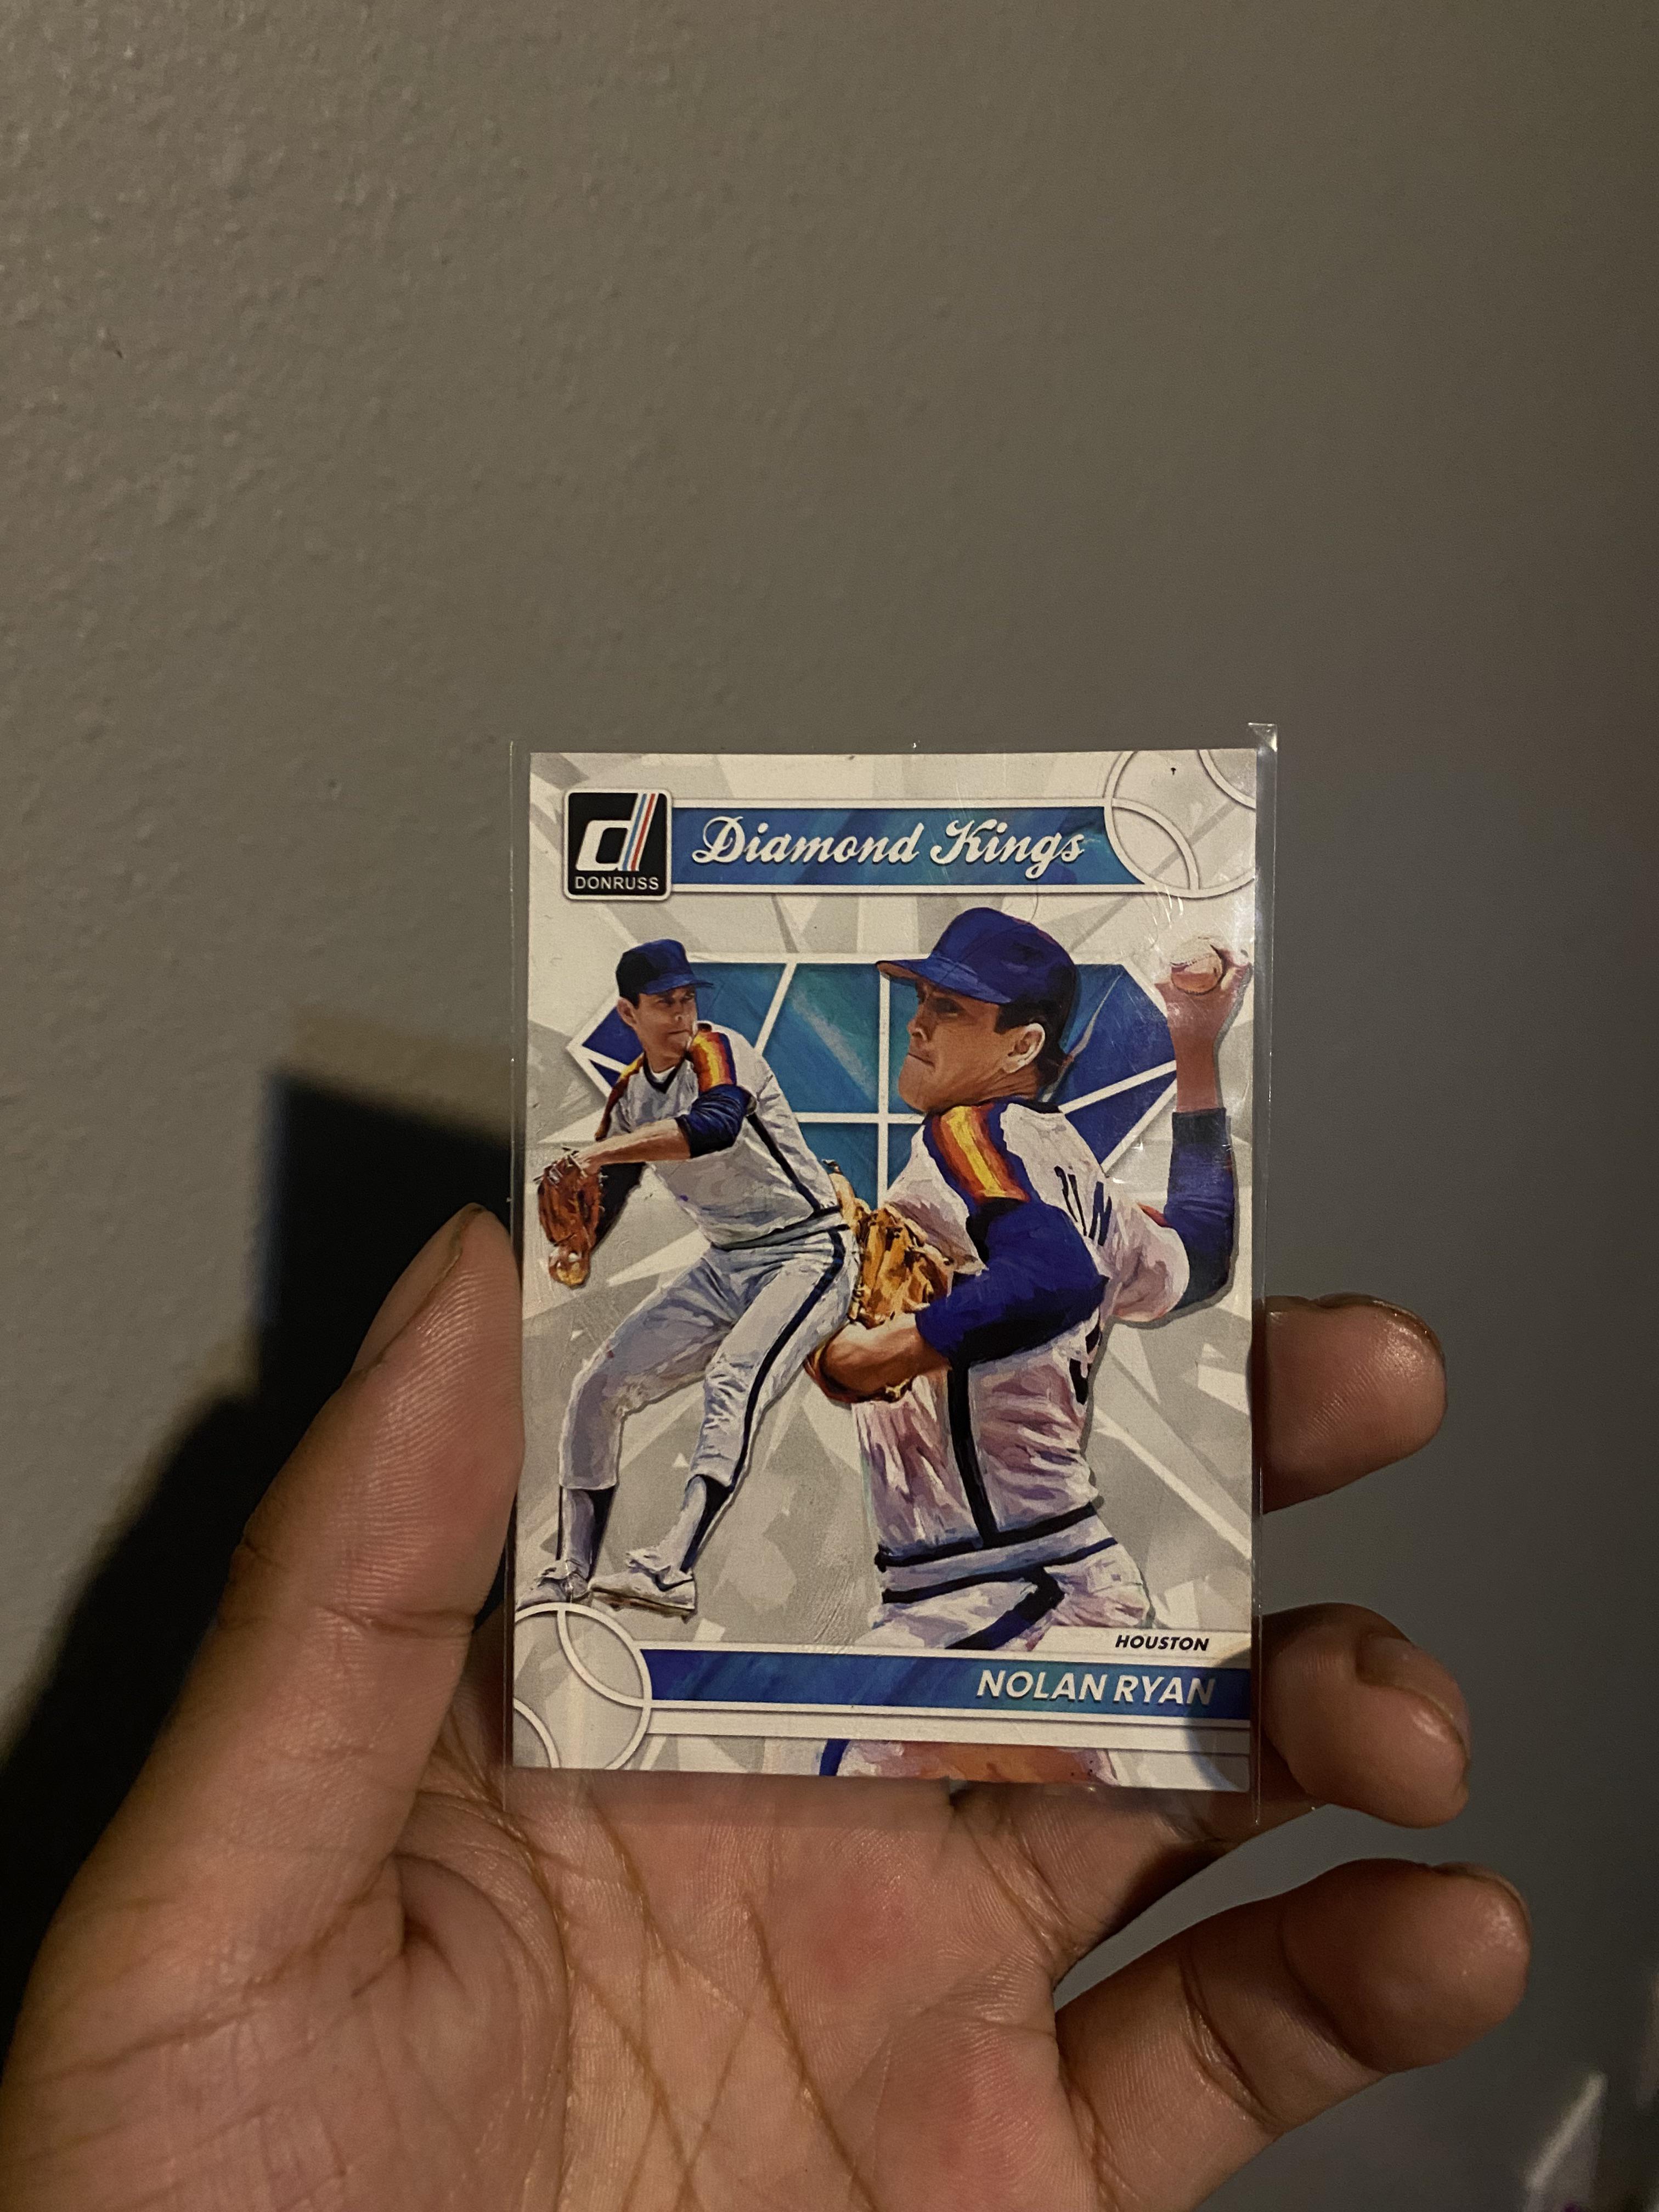 d
DONRUSS
Diamond Kings
HOUSTON
NOLAN RYAN